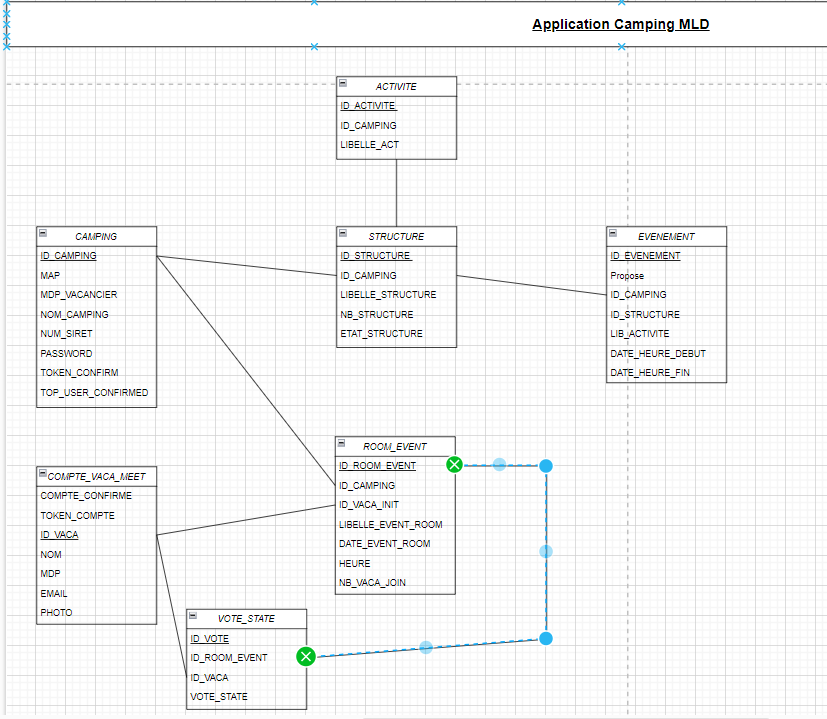 Application Camping MLD
ACTIVITE
ID_ACTIVITE
ID_CAMPING
LIBELLE_ACT
CAMPING
ID_CAMPING
MAP
MDP_VACANCIER
NOM_CAMPING
NUM_SIRET
PASSWORD
TOKEN_CONFIRM
TOP_USER_CONFIRMED
STRUCTURE
ID_STRUCTURE
ID_CAMPING
LIBELLE_STRUCTURE
NB_STRUCTURE
ETAT_STRUCTURE
EVENEMENT
ID_EVENEMENT
Propose
ID_CAMPING
ID_STRUCTURE
LIB_ACTIVITE
DATE_HEURE_DEBUT
DATE_HEURE_FIN
ROOM_EVENT
ID_ROOM_EVENT
ID_CAMPING
ID_VACA_INIT
LIBELLE_EVENT_ROOM
DATE_EVENT_ROOM
HEURE
NB_VACA_JOIN
COMPTE_VACA_MEET
COMPTE_CONFIRME
TOKEN_COMPTE
ID_VACA
NOM
MDP
EMAIL
PHOTO
VOTE_STATE
ID_VOTE
ID_ROOM_EVENT
ID_VACA
VOTE_STATE